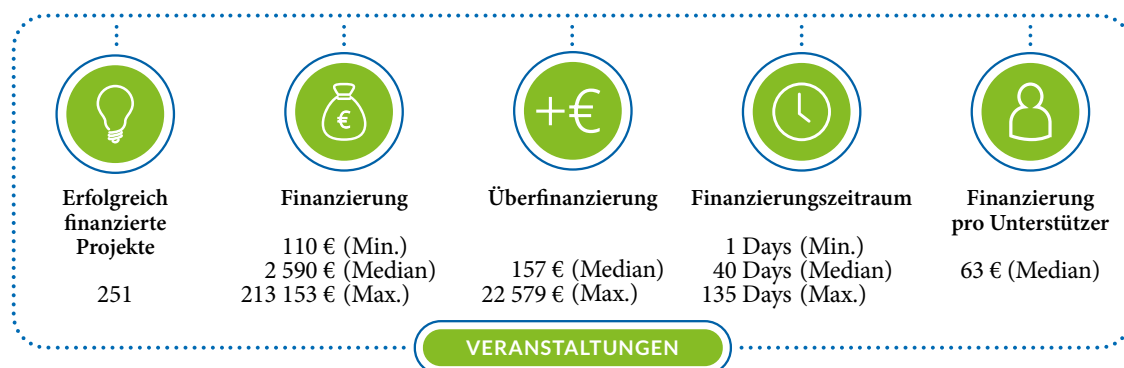 €
+€
Erfolgreich
finanzierte
Projekte
251
Finanzierung
110 € (Min.)
2 590 € (Median)
213 153 € (Max.)
Überfinanzierung
157 € (Median)
22 579 € (Max.)
Finanzierungszeitraum
1 Days (Min.)
40 Days (Median)
135 Days (Max.)
Finanzierung
pro Unterstützer
63 € (Median)
VERANSTALTUNGEN